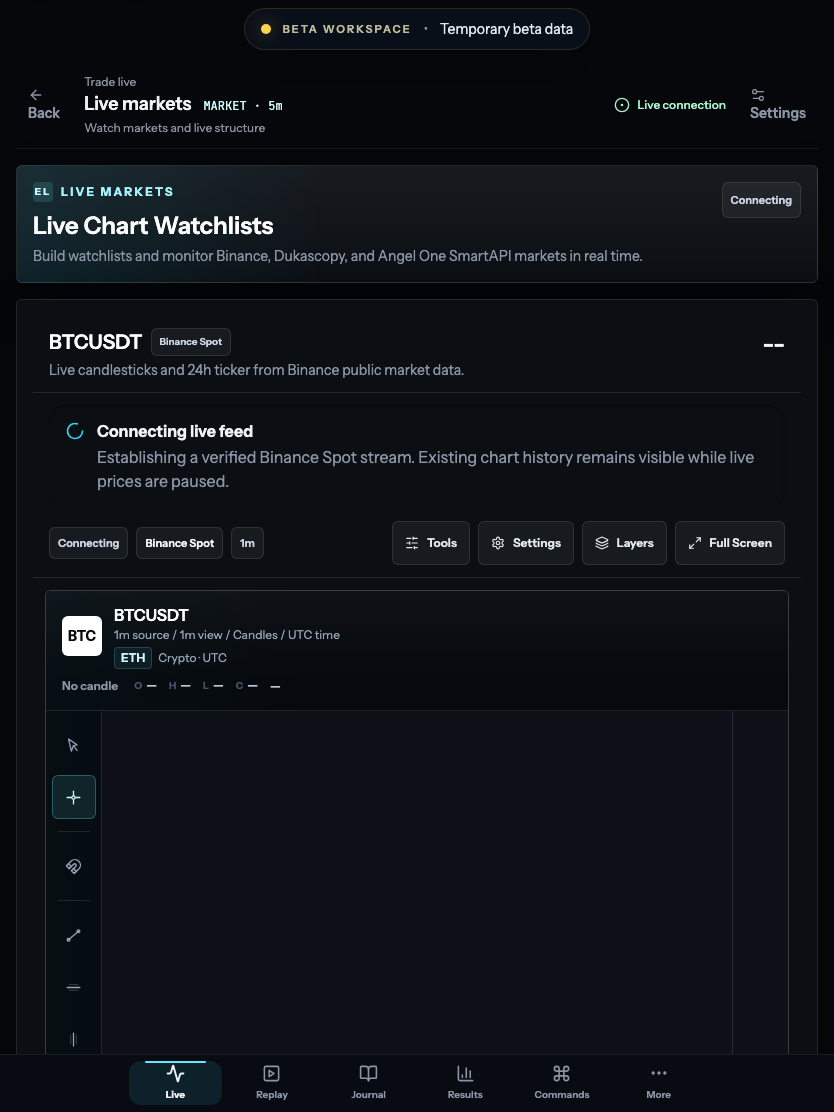 BETA WORKSPACE · Temporary beta data
Trade live
Back
Live markets MARKET · 5m
Live connection
Settings
Watch markets and live structure
EL LIVE MARKETS
Connecting
Live Chart Watchlists
Build watchlists and monitor Binance, Dukascopy, and Angel One SmartAPI markets in real time.
BTCUSDT Binance Spot
--
Live candlesticks and 24h ticker from Binance public market data.
Connecting live feed
Establishing a verified Binance Spot stream. Existing chart history remains visible while live
prices are paused.
Connecting Binance Spot 1m Tools Settings Layers Full Screen
BTC
BTCUSDT
1m source / 1m view / Candles / UTC time
ETH Crypto · UTC
No candle O — H — L — C — —
Live Replay Journal Results Commands More